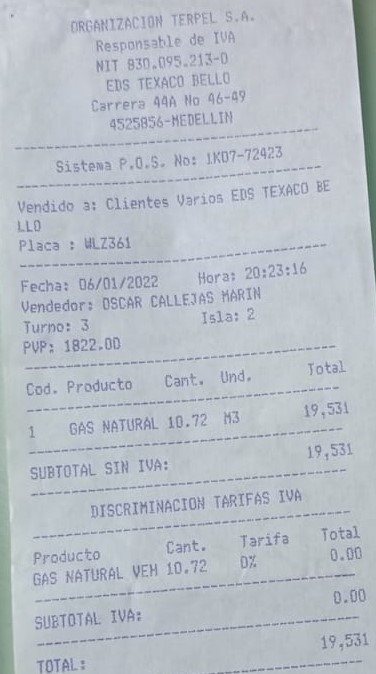 ORGANIZACION TERPEL S.A.
Responsable de IVA
NIT 830.095.213-0
EDS TEXACO BELLO
Carrera 44A No 46-49
4525856-MEDELLIN
Sistema P.O.S. No: 1K07-72423
Vendido a: Clientes Varios EDS TEXACO BE
LLO
Placa : WLZ361
Fecha: 06/01/2022 Hora: 20:23:16
Vendedor: OSCAR CALLEJAS MARIN
Turno: 3 Isla: 2
PVP: 1822.00
Cod. Producto Cant. Und. Total
1 GAS NATURAL 10.72 M3 19,531
SUBTOTAL SIN IVA: 19,531
DISCRIMINACION TARIFAS IVA
Producto Cant. Tarifa Total
GAS NATURAL VEH 10.72 0% 0.00
SUBTOTAL IVA: 0.00
TOTAL: 19,531